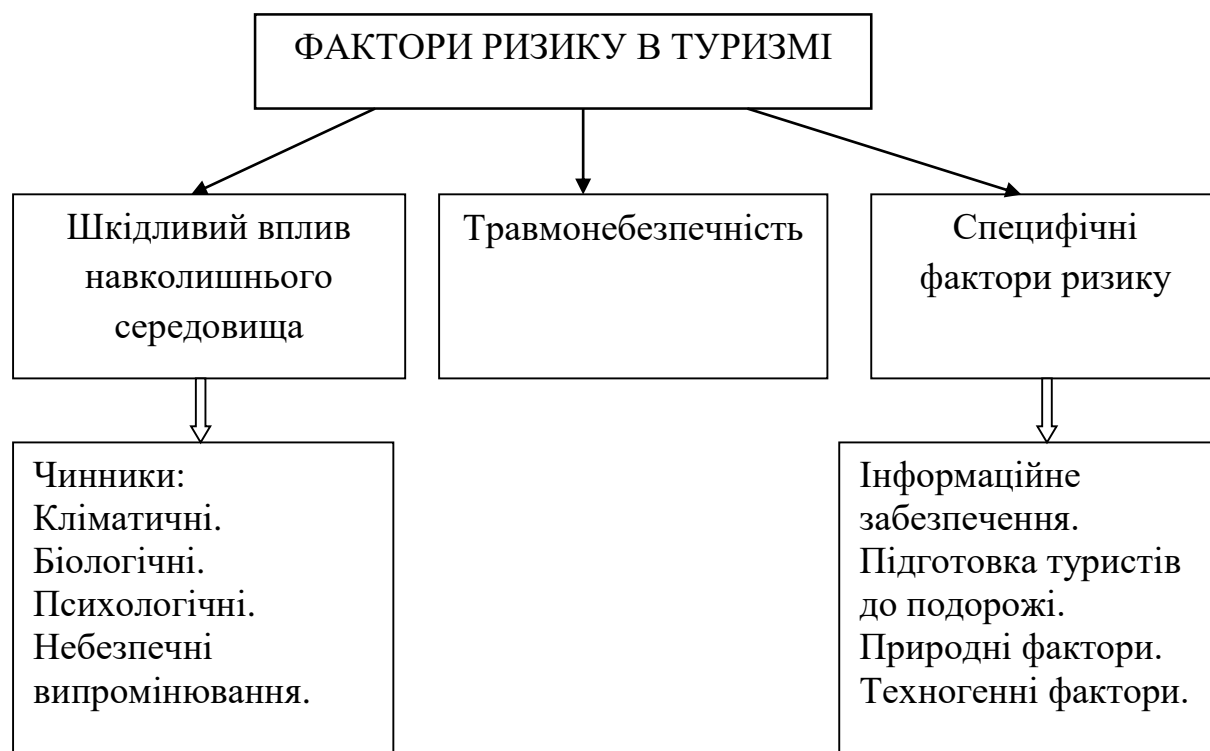 ФАКТОРИ РИЗИКУ В ТУРИЗМІ
Шкідливий вплив
навколишнього
середовища
Травмонебезпечність
Специфічні
фактори ризику
Чинники:
Кліматичні.
Біологічні.
Психологічні.
Небезпечні
випромінювання.
Інформаційне
забезпечення.
Підготовка туристів
до подорожі.
Природні фактори.
Техногенні фактори.